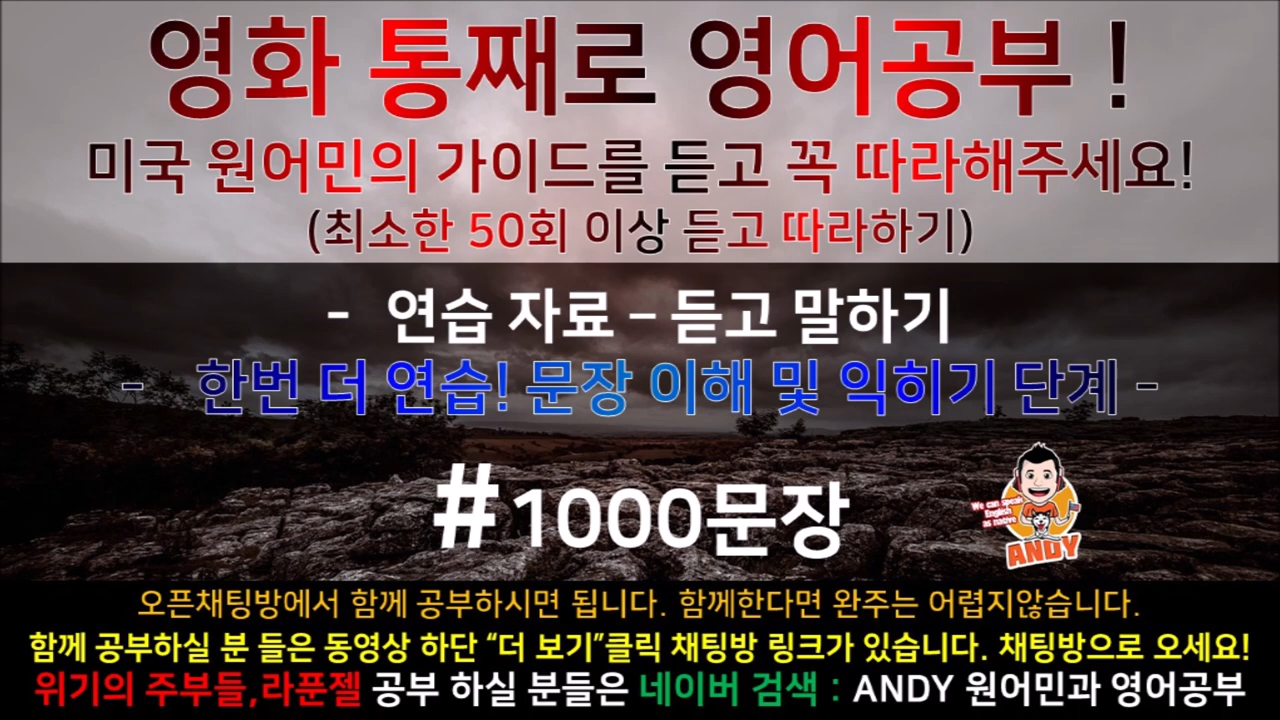 영화 통째로 영어공부 !
미국 원어민의 가이드를 듣고 꼭 따라해주세요!
(최소한 50회 이상 듣고 따라하기)
- 연습 자료 – 듣고 말하기
- 한번 더 연습! 문장 이해 및 익히기 단계 -
#1000문장
We can speak
English
as native
ANDY
오픈채팅방에서 함께 공부하시면 됩니다. 함께한다면 완주는 어렵지않습니다.
함께 공부하실 분 들은 동영상 하단 “더 보기”클릭 채팅방 링크가 있습니다. 채팅방으로 오세요!
위기의 주부들,라푼젤 공부 하실 분들은 네이버 검색 : ANDY 원어민과 영어공부